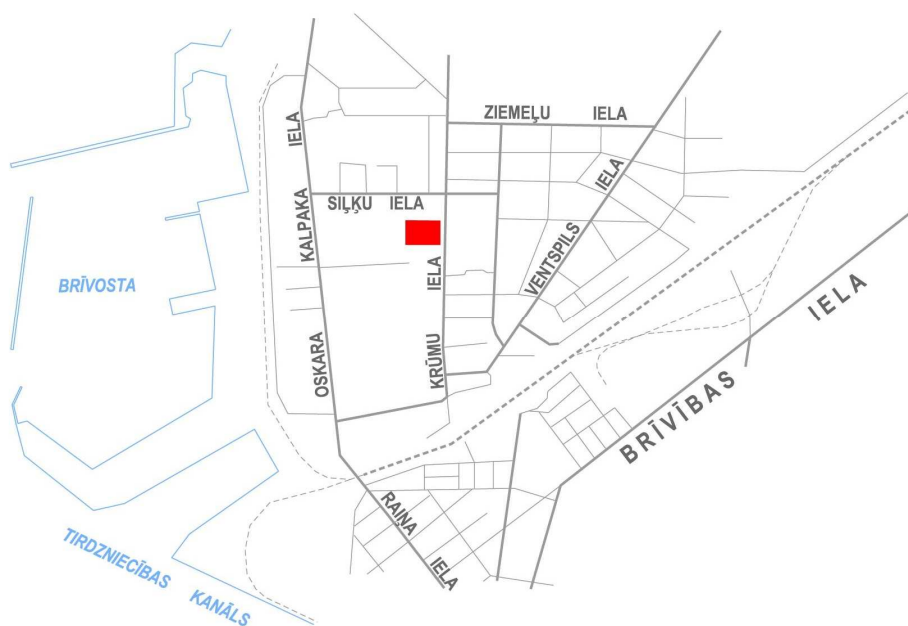 ZIEMEĻU IELA
OSKARA KALPAKA IELA
SIĻĶU IELA
KRŪMU IELA
VENTSPILS IELA
BRĪVOSTA
BRĪVĪBAS IELA
RAIŅA IELA
TIRDZNIECĪBAS KANĀLS